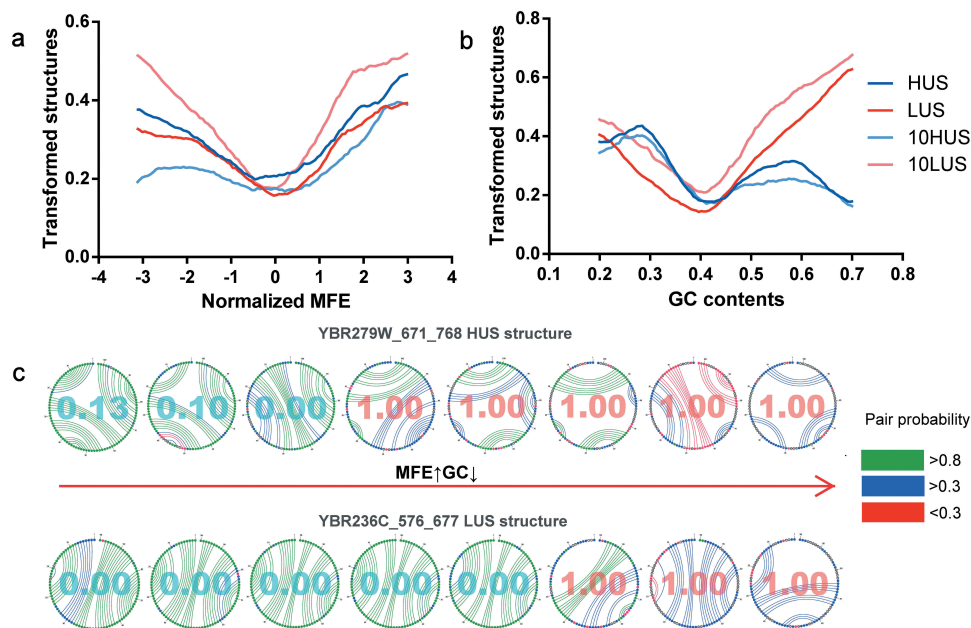 a
Transformed structures
0.6
0.4
0.2
0.0
-4 -3 -2 -1 0 1 2 3 4
Normalized MFE
b
Transformed structures
0.8
0.6
0.4
0.2
0.0
0.1 0.2 0.3 0.4 0.5 0.6 0.7 0.8
GC contents
HUS
LUS
10HUS
10LUS
c
YBR279W_671_768 HUS structure
0.13 0.10 0.00 1.00 1.00 1.00 1.00 1.00
MFE↑GC↓
YBR236C_576_677 LUS structure
0.00 0.00 0.00 0.00 0.00 1.00 1.00 1.00
Pair probability
>0.8
>0.3
<0.3